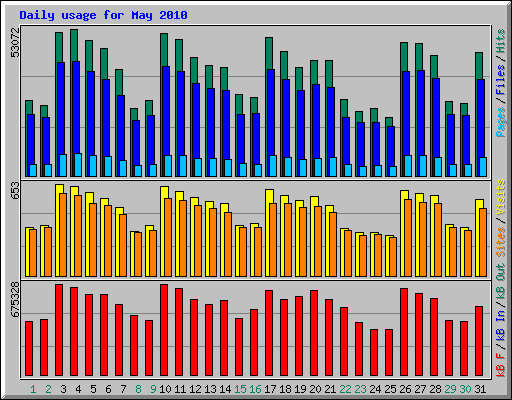 Daily usage for May 2010
53072
Pages / Files / Hits
653
Sites / Visits
675328
kB F / kB In / kB Out
1 2 3 4 5 6 7 8 9 10 11 12 13 14 15 16 17 18 19 20 21 22 23 24 25 26 27 28 29 30 31